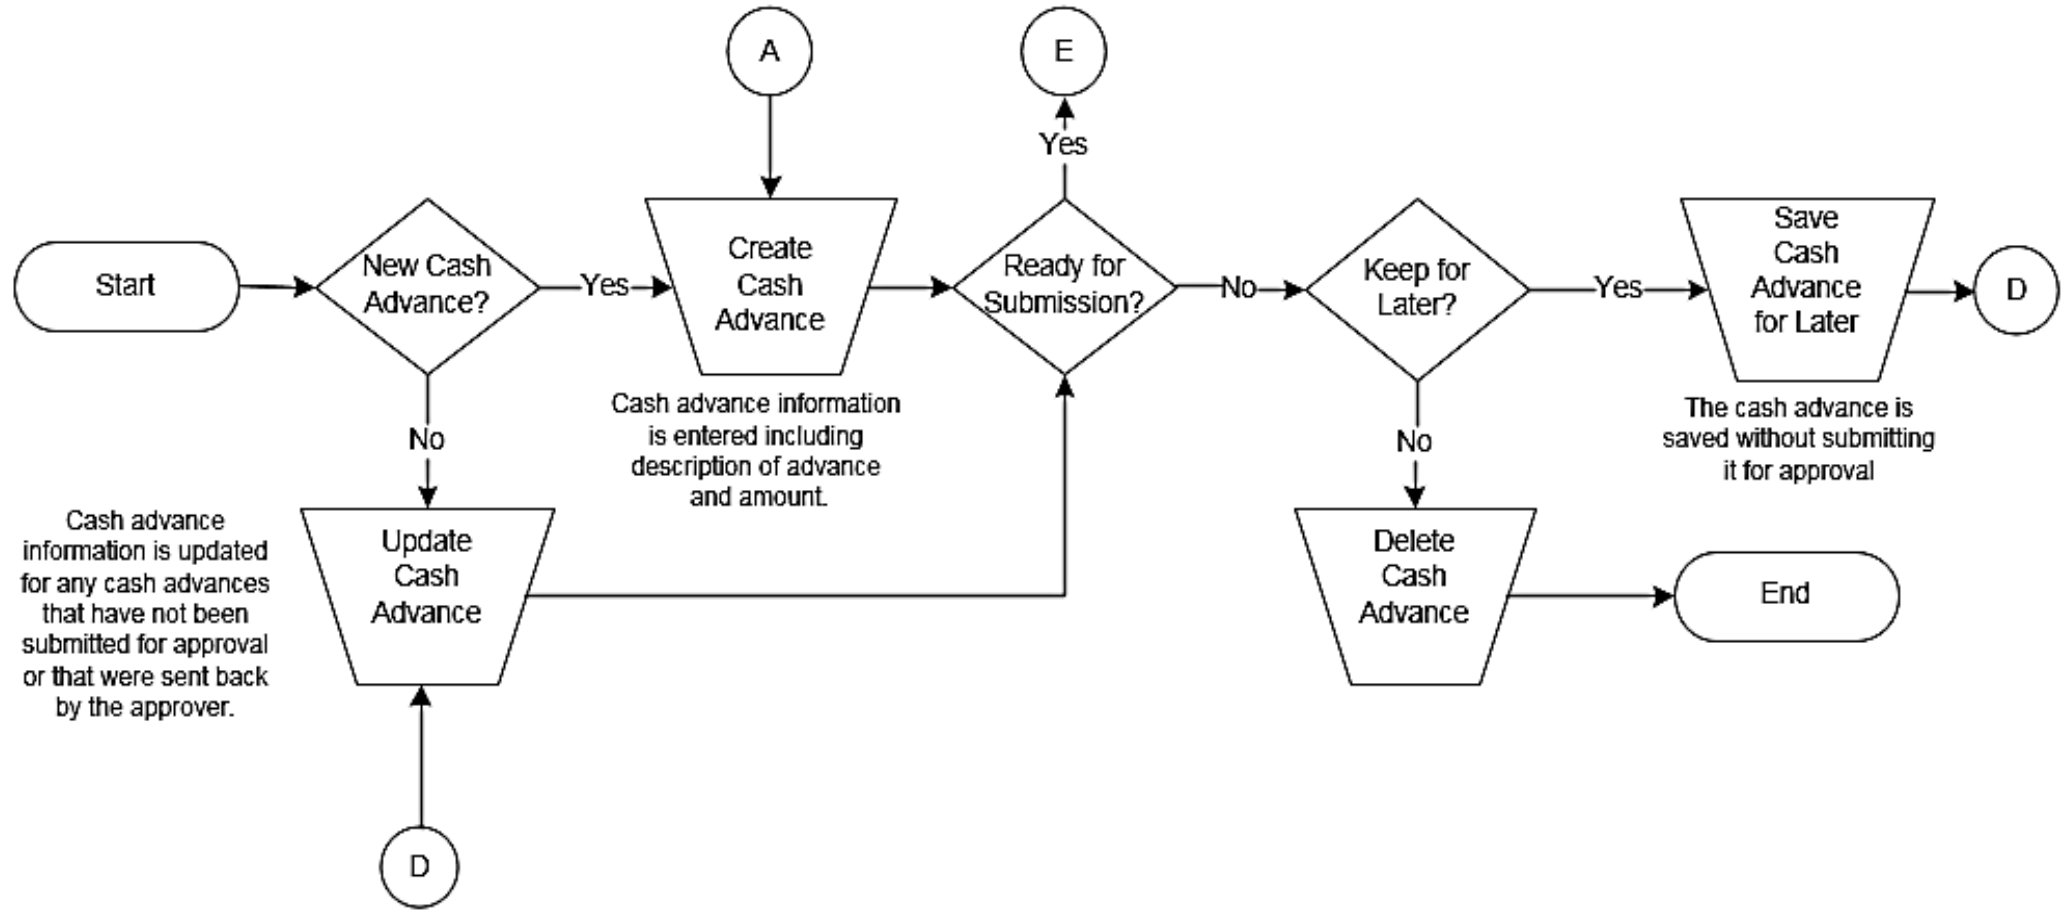 A
E
Yes
Start
New Cash
Advance?
Yes
Create
Cash
Advance
Ready for
Submission?
No
Keep for
Later?
Yes
Save
Cash
Advance
for Later
D
Cash advance information
is entered including
description of advance
and amount.
The cash advance is
saved without submitting
it for approval
No
No
Cash advance
information is updated
for any cash advances
that have not been
submitted for approval
or that were sent back
by the approver.
Update
Cash
Advance
Delete
Cash
Advance
End
D